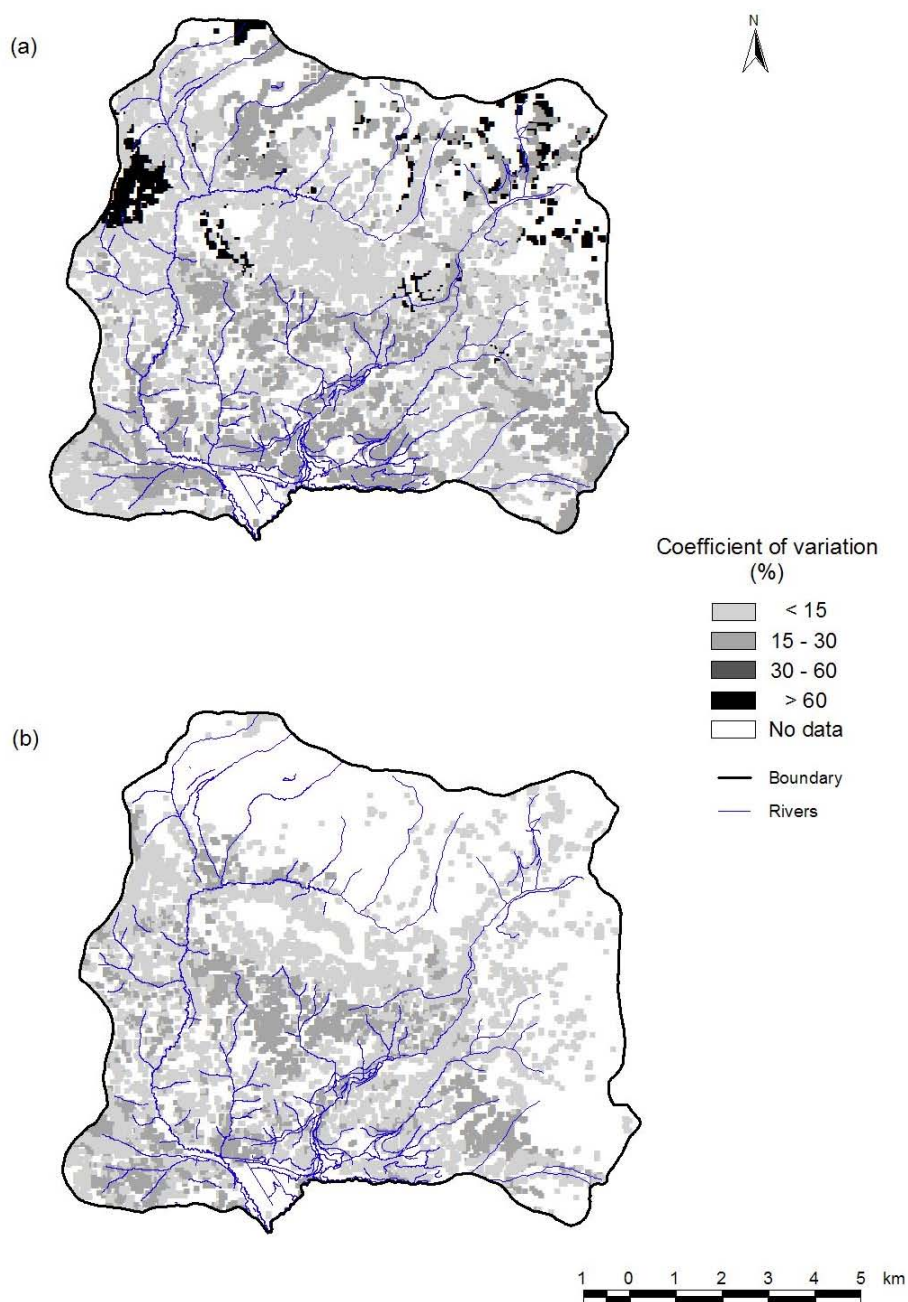 (a)
N
Coefficient of variation
(%)
< 15
15 - 30
30 - 60
> 60
No data
Boundary
Rivers
(b)
1 0 1 2 3 4 5 km